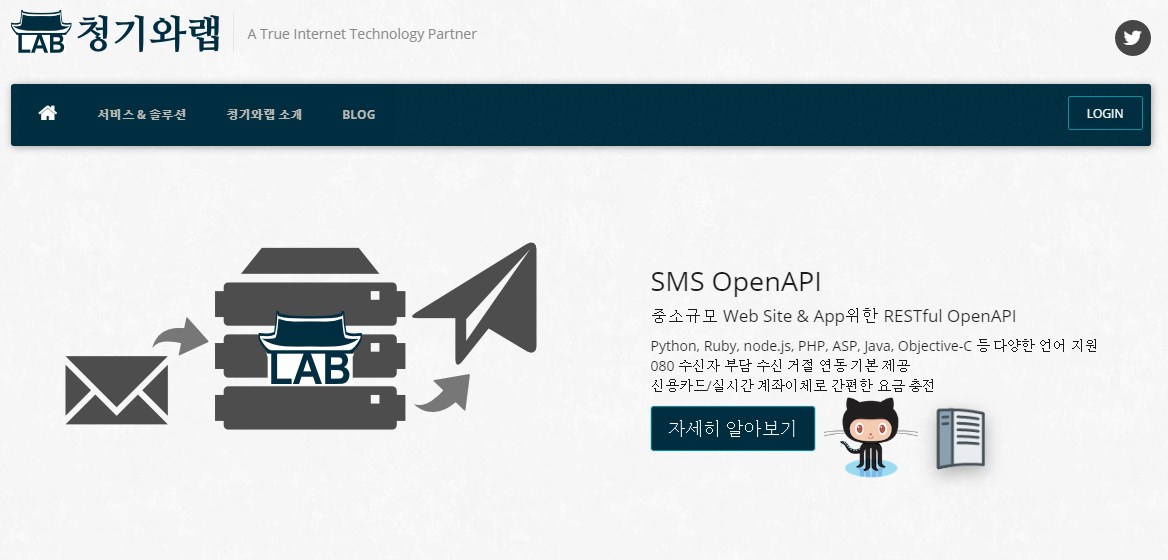 LAB 청기와랩
A True Internet Technology Partner
서비스 & 솔루션 청기와랩 소개 BLOG LOGIN
LAB
SMS OpenAPI
중소규모 Web Site & App위한 RESTful OpenAPI
Python, Ruby, node.js, PHP, ASP, Java, Objective-C 등 다양한 언어 지원
080 수신자 부담 수신 거절 연동 기본 제공
신용카드/실시간 계좌이체로 간편한 요금 충전
자세히 알아보기